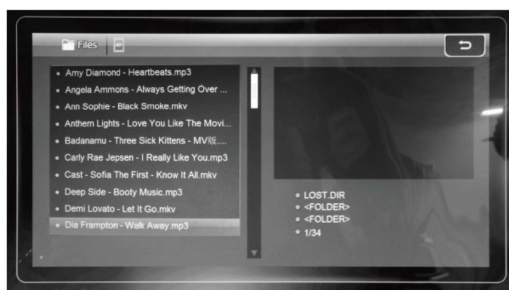 Files
Amy Diamond - Heartbeats.mp3
Angela Ammons - Always Getting Over ...
Ann Sophie - Black Smoke.mkv
Anthem Lights - Love You Like The Movi...
Badanamu - Three Sick Kittens - MV版....
Carly Rae Jepsen - I Really Like You.mp3
Cast - Sofia The First - Know It All.mkv
Deep Side - Booty Music.mp3
Demi Lovato - Let It Go.mkv
Dia Frampton - Walk Away.mp3
LOST.DIR
<FOLDER>
<FOLDER>
1/34